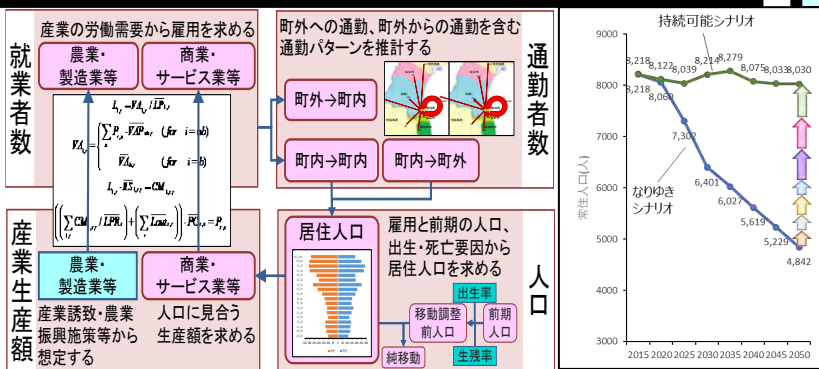 就業者数
産業の労働需要から雇用を求める
農業・
製造業等
商業・
サービス業等
町外への通勤、町外からの通勤を含む
通勤パターンを推計する
町外→町内
町内→町内
町内→町外
通勤者数
産業生産額
農業・
製造業等
商業・
サービス業等
産業誘致・農業
振興施策等から
想定する
人口に見合う
生産額を求める
居住人口
雇用と前期の人口、
出生・死亡要因から
居住人口を求める
出生率
移動調整
前人口
前期
人口
純移動
生残率
人口
持続可能シナリオ
なりゆき
シナリオ
常住人口(人)
9000
8000
7000
6000
5000
4000
3000
8,218
8,122
8,039
8,214
8,279
8,075
8,033
8,030
8,218
8,060
7,302
6,401
6,027
5,619
5,229
4,842
2015 2020 2025 2030 2035 2040 2045 2050